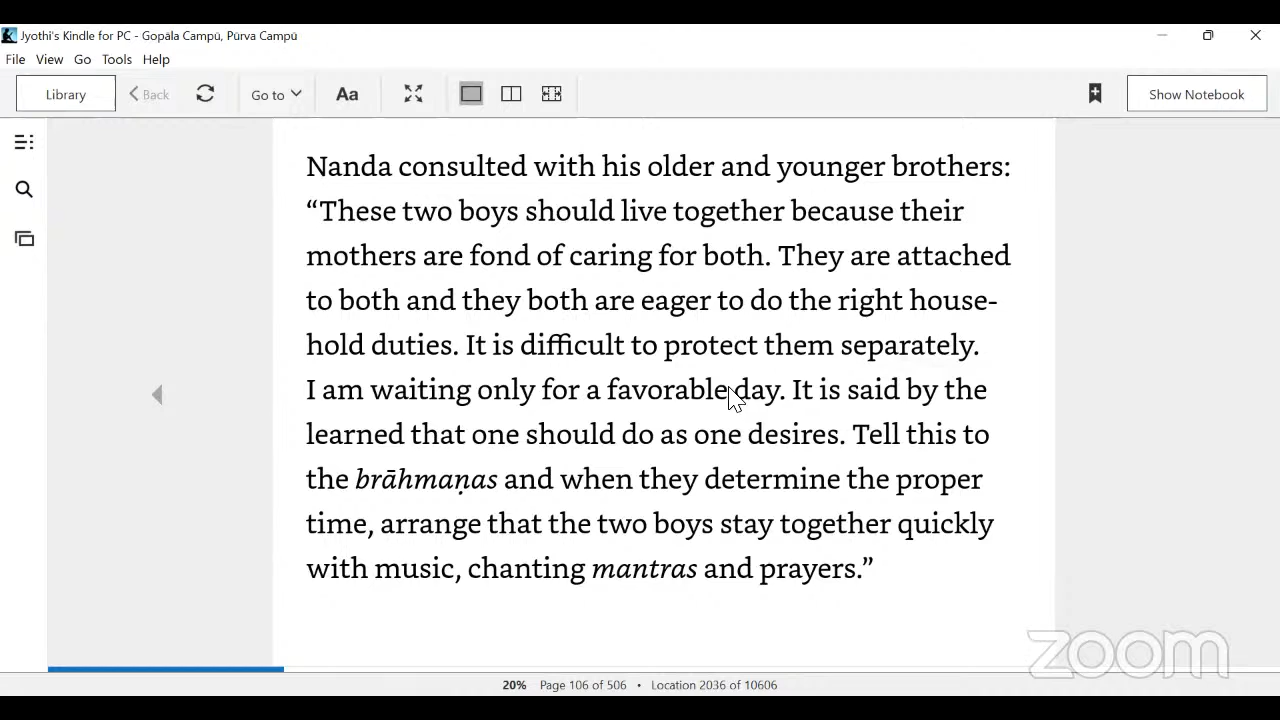 Jyothi's Kindle for PC - Gopāla Campū, Pūrva Campū
File View Go Tools Help
Library Back Go to Aa Show Notebook
Nanda consulted with his older and younger brothers:
“These two boys should live together because their
mothers are fond of caring for both. They are attached
to both and they both are eager to do the right house-
hold duties. It is difficult to protect them separately.
I am waiting only for a favorable day. It is said by the
learned that one should do as one desires. Tell this to
the brāhmaṇas and when they determine the proper
time, arrange that the two boys stay together quickly
with music, chanting mantras and prayers.”
zoom
20% Page 106 of 506 • Location 2036 of 10606